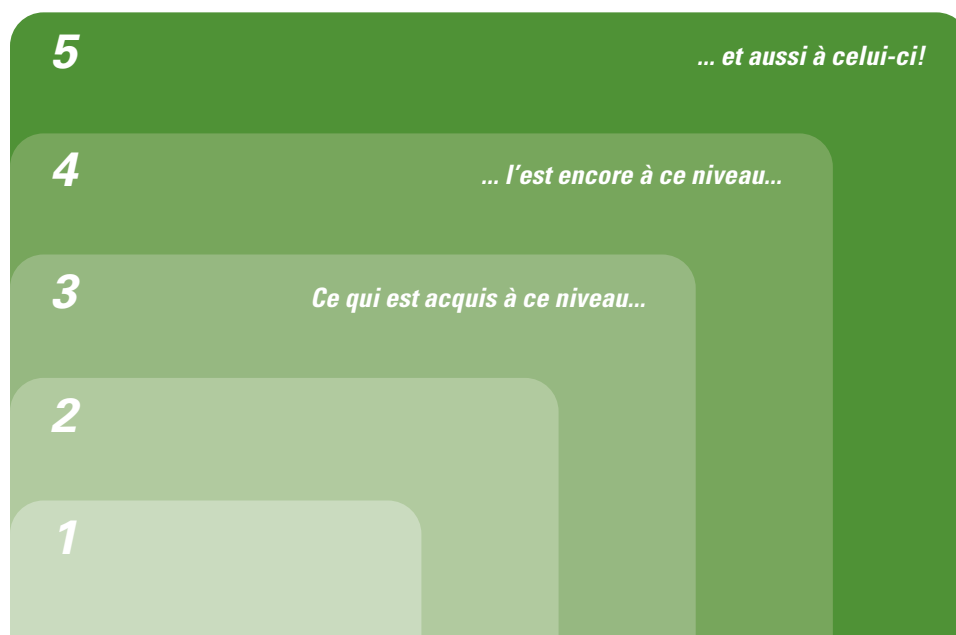 5
... et aussi à celui-ci!
4
... l'est encore à ce niveau...
3
Ce qui est acquis à ce niveau...
2
1